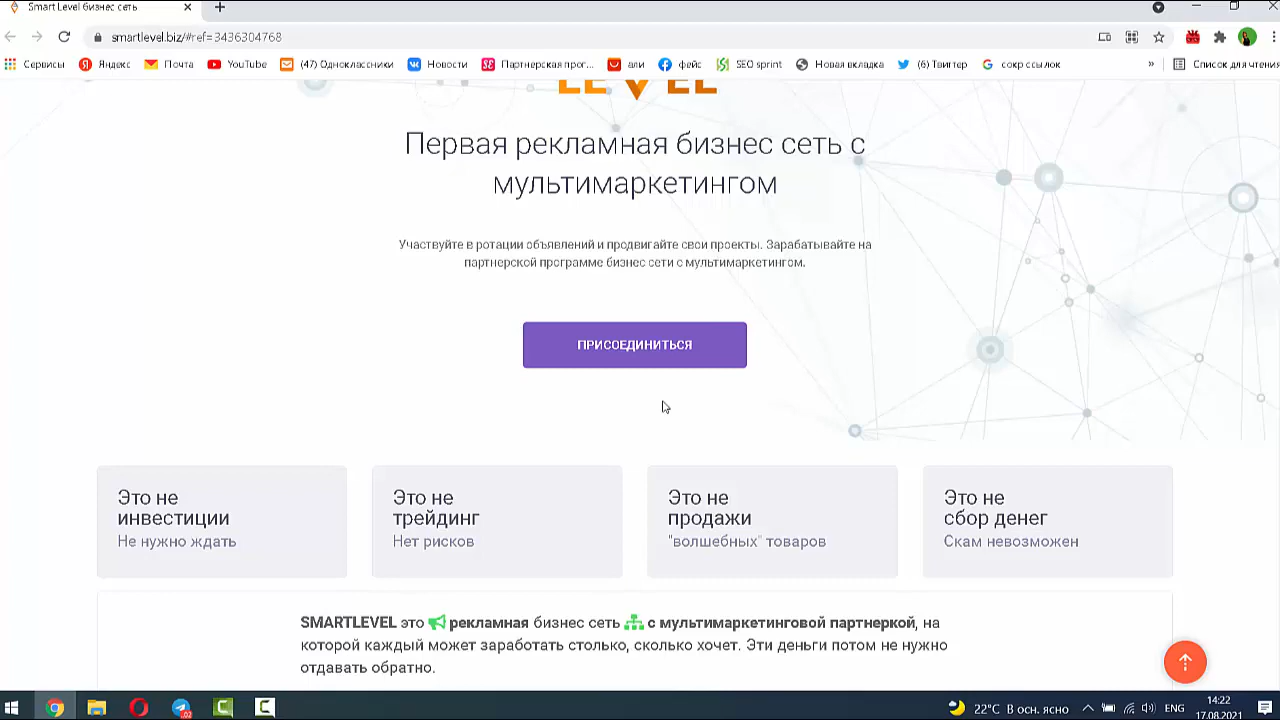 Smart Level бизнес сеть
smartlevel.biz/#ref=3436304768
Сервисы Яндекс Почта YouTube (47) Одноклассники Новости Партнерская прог... али фейс SEO sprint Новая вкладка (6) Твиттер сокр ссылок » Список для чтения
LEVEL
Первая рекламная бизнес сеть с
мультимаркетингом
Участвуйте в ротации объявлений и продвигайте свои проекты. Зарабатывайте на
партнерской программе бизнес сети с мультимаркетингом.
ПРИСОЕДИНИТЬСЯ
Это не
инвестиции
Не нужно ждать
Это не
трейдинг
Нет рисков
Это не
продажи
"волшебных" товаров
Это не
сбор денег
Скам невозможен
SMARTLEVEL это рекламная бизнес сеть с мультимаркетинговой партнеркой, на
которой каждый может заработать столько, сколько хочет. Эти деньги потом не нужно
отдавать обратно.
22°C В осн. ясно ENG 14:22
17.08.2021